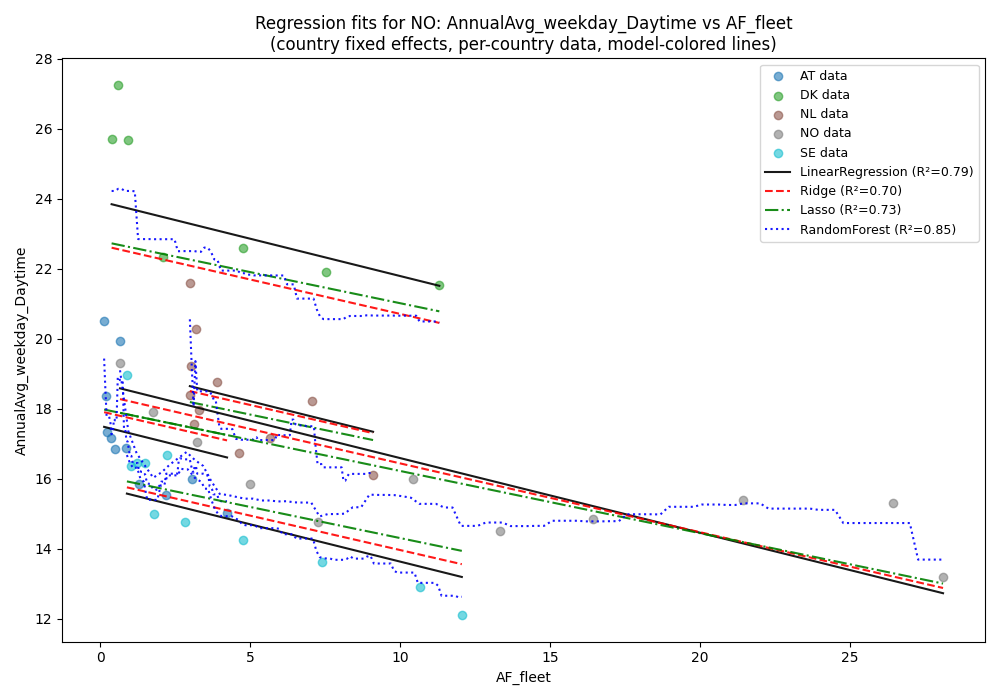 Regression fits for NO: AnnualAvg_weekday_Daytime vs AF_fleet
(country fixed effects, per-country data, model-colored lines)
AT data
DK data
NL data
NO data
SE data
LinearRegression (R²=0.79)
Ridge (R²=0.70)
Lasso (R²=0.73)
RandomForest (R²=0.85)
AnnualAvg_weekday_Daytime
28
26
24
22
20
18
16
14
12
0 5 10 15 20 25
AF_fleet